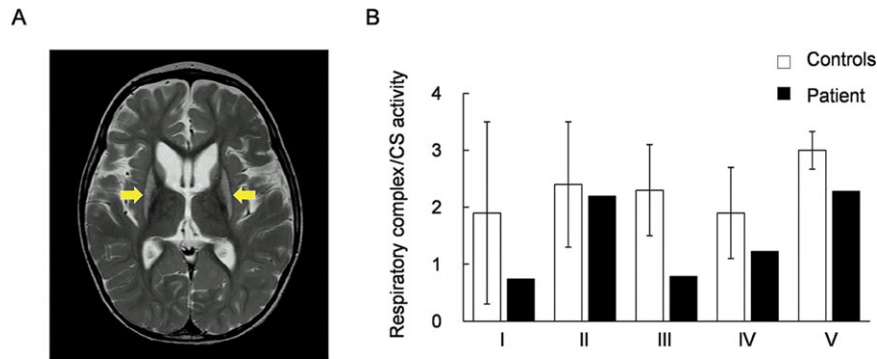 A
B
Controls
Patient
Respiratory complex/CS activity
4
3
2
1
0
I
II
III
IV
V